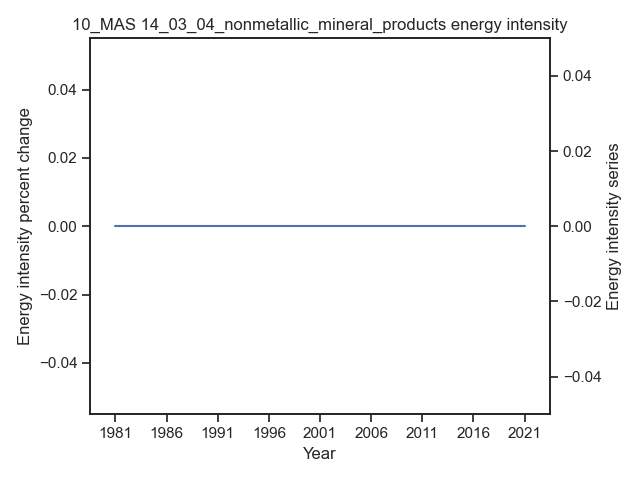 10_MAS 14_03_04_nonmetallic_mineral_products energy intensity
Energy intensity percent change
0.04
0.02
0.00
−0.02
−0.04
0.04
0.02
0.00
−0.02
−0.04
Energy intensity series
1981 1986 1991 1996 2001 2006 2011 2016 2021
Year